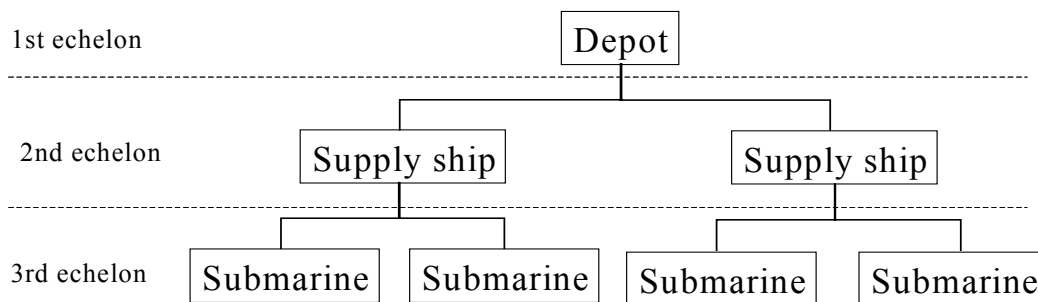 1st echelon
Depot
2nd echelon
Supply ship
Supply ship
3rd echelon
Submarine
Submarine
Submarine
Submarine